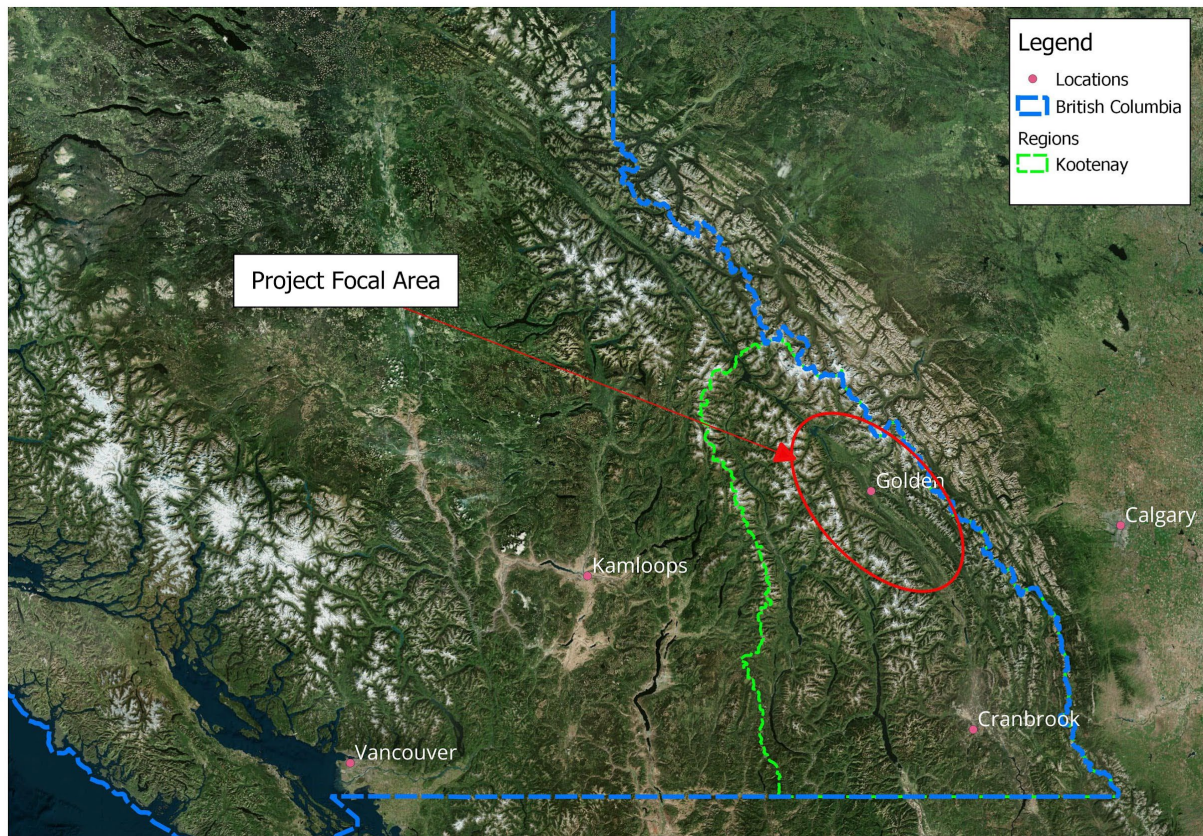 Legend
Locations
British Columbia
Regions
Kootenay
Project Focal Area
Golden
Calgary
Kamloops
Cranbrook
Vancouver